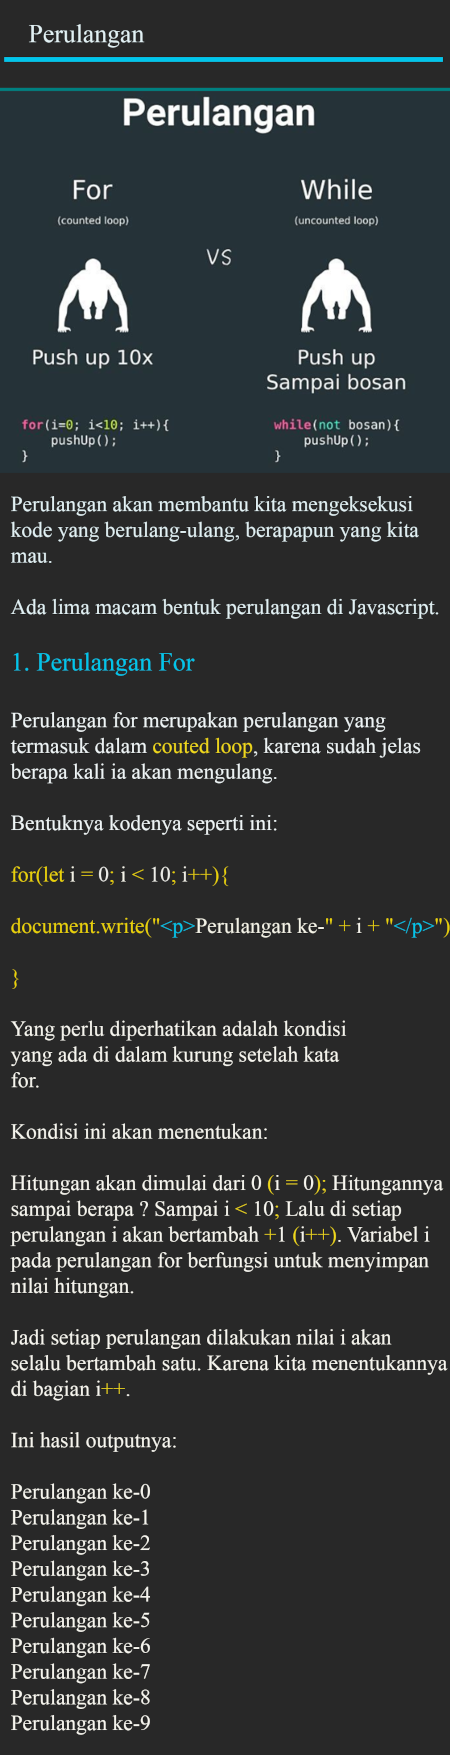 Perulangan
Perulangan
For
(counted loop)
VS
While
(uncounted loop)
Push up 10x
Push up
Sampai bosan
for(i=0; i<10; i++){
pushUp();
}
while(not bosan){
pushUp();
}
Perulangan akan membantu kita mengeksekusi
kode yang berulang-ulang, berapapun yang kita
mau.
Ada lima macam bentuk perulangan di Javascript.
1. Perulangan For
Perulangan for merupakan perulangan yang
termasuk dalam couted loop, karena sudah jelas
berapa kali ia akan mengulang.
Bentuknya kodenya seperti ini:
for(let i = 0; i < 10; i++){
document.write("<p>Perulangan ke-" + i + "</p>")
}
Yang perlu diperhatikan adalah kondisi
yang ada di dalam kurung setelah kata
for.
Kondisi ini akan menentukan:
Hitungan akan dimulai dari 0 (i = 0); Hitungannya
sampai berapa ? Sampai i < 10; Lalu di setiap
perulangan i akan bertambah +1 (i++). Variabel i
pada perulangan for berfungsi untuk menyimpan
nilai hitungan.
Jadi setiap perulangan dilakukan nilai i akan
selalu bertambah satu. Karena kita menentukannya
di bagian i++.
Ini hasil outputnya:
Perulangan ke-0
Perulangan ke-1
Perulangan ke-2
Perulangan ke-3
Perulangan ke-4
Perulangan ke-5
Perulangan ke-6
Perulangan ke-7
Perulangan ke-8
Perulangan ke-9